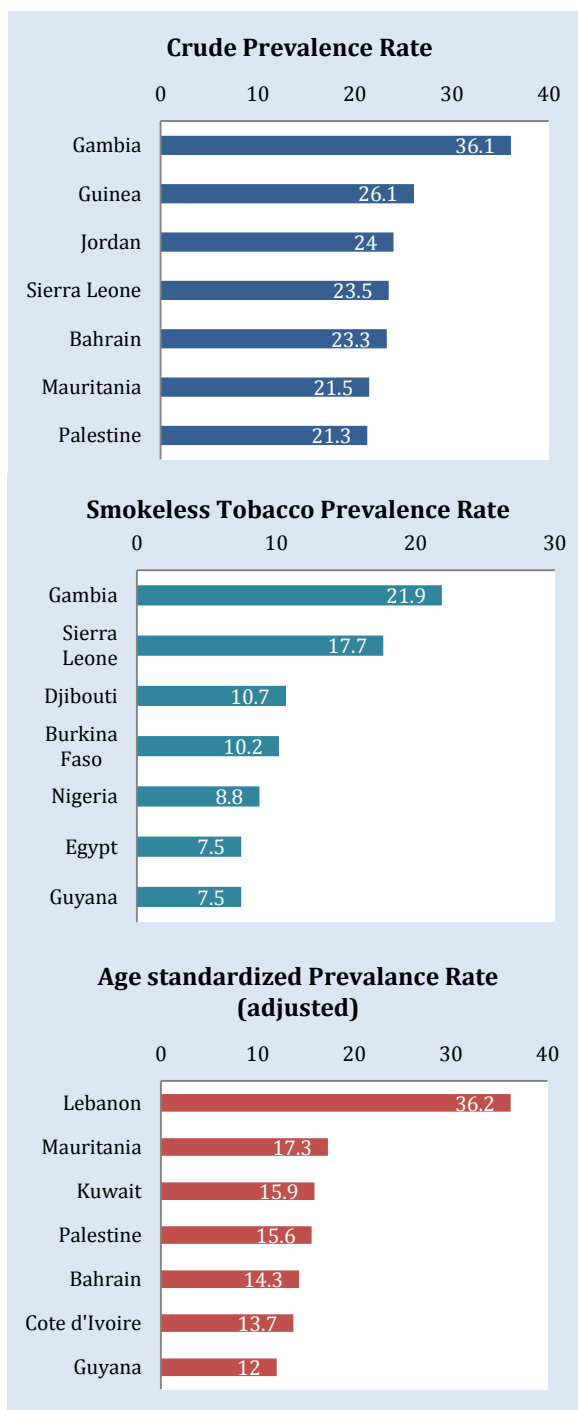 Crude Prevalence Rate
0 10 20 30 40
Gambia 36.1
Guinea 26.1
Jordan 24
Sierra Leone 23.5
Bahrain 23.3
Mauritania 21.5
Palestine 21.3
Smokeless Tobacco Prevalence Rate
0 10 20 30
Gambia 21.9
Sierra
Leone 17.7
Djibouti 10.7
Burkina
Faso 10.2
Nigeria 8.8
Egypt 7.5
Guyana 7.5
Age standardized Prevalance Rate
(adjusted)
0 10 20 30 40
Lebanon 36.2
Mauritania 17.3
Kuwait 15.9
Palestine 15.6
Bahrain 14.3
Cote d'Ivoire 13.7
Guyana 12